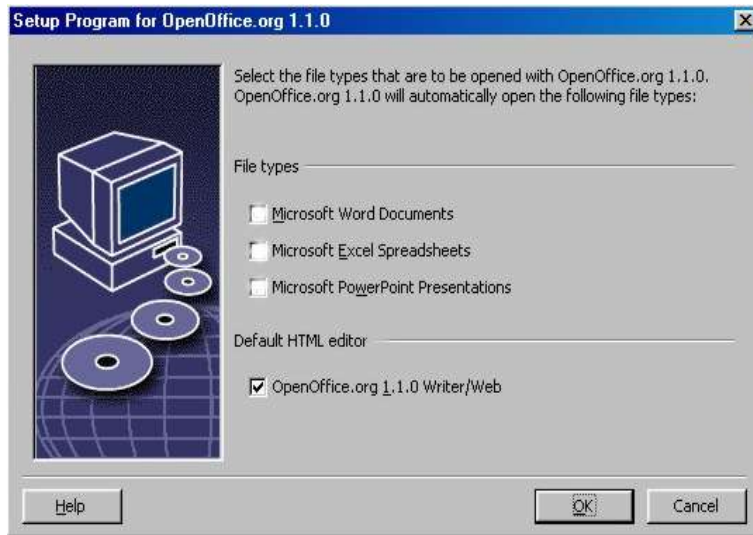 Setup Program for OpenOffice.org 1.1.0
Select the file types that are to be opened with OpenOffice.org 1.1.0.
OpenOffice.org 1.1.0 will automatically open the following file types:
File types
Microsoft Word Documents
Microsoft Excel Spreadsheets
Microsoft PowerPoint Presentations
Default HTML editor
OpenOffice.org 1.1.0 Writer/Web
Help
OK
Cancel